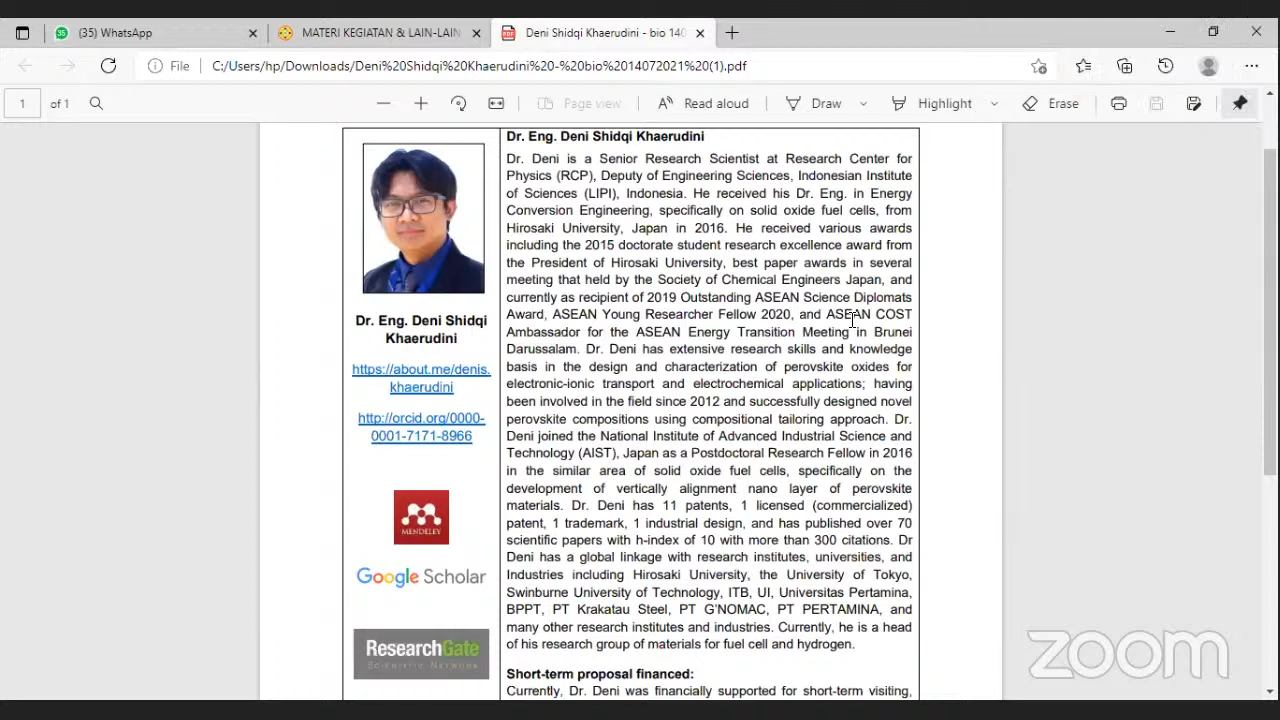 (35) WhatsApp
MATERI KEGIATAN & LAIN-LAIN
Deni Shidqi Khaerudini - bio 140
File
C:/Users/hp/Downloads/Deni%20Shidqi%20Khaerudini%20-%20bio%2014072021%20(1).pdf
1 of 1
Page view
Read aloud
Draw
Highlight
Erase
Dr. Eng. Deni Shidqi
Khaerudini
https://about.me/denis.
khaerudini
http://orcid.org/0000-
0001-7171-8966
MENDELEY
Google Scholar
ResearchGate
Scientific Network
Dr. Eng. Deni Shidqi Khaerudini
Dr. Deni is a Senior Research Scientist at Research Center for
Physics (RCP), Deputy of Engineering Sciences, Indonesian Institute
of Sciences (LIPI), Indonesia. He received his Dr. Eng. in Energy
Conversion Engineering, specifically on solid oxide fuel cells, from
Hirosaki University, Japan in 2016. He received various awards
including the 2015 doctorate student research excellence award from
the President of Hirosaki University, best paper awards in several
meeting that held by the Society of Chemical Engineers Japan, and
currently as recipient of 2019 Outstanding ASEAN Science Diplomats
Award, ASEAN Young Researcher Fellow 2020, and ASEAN COST
Ambassador for the ASEAN Energy Transition Meeting in Brunei
Darussalam. Dr. Deni has extensive research skills and knowledge
basis in the design and characterization of perovskite oxides for
electronic-ionic transport and electrochemical applications; having
been involved in the field since 2012 and successfully designed novel
perovskite compositions using compositional tailoring approach. Dr.
Deni joined the National Institute of Advanced Industrial Science and
Technology (AIST), Japan as a Postdoctoral Research Fellow in 2016
in the similar area of solid oxide fuel cells, specifically on the
development of vertically alignment nano layer of perovskite
materials. Dr. Deni has 11 patents, 1 licensed (commercialized)
patent, 1 trademark, 1 industrial design, and has published over 70
scientific papers with h-index of 10 with more than 300 citations. Dr
Deni has a global linkage with research institutes, universities, and
Industries including Hirosaki University, the University of Tokyo,
Swinburne University of Technology, ITB, UI, Universitas Pertamina,
BPPT, PT Krakatau Steel, PT G'NOMAC, PT PERTAMINA, and
many other research institutes and industries. Currently, he is a head
of his research group of materials for fuel cell and hydrogen.
Short-term proposal financed:
Currently, Dr. Deni was financially supported for short-term visiting,
zoom